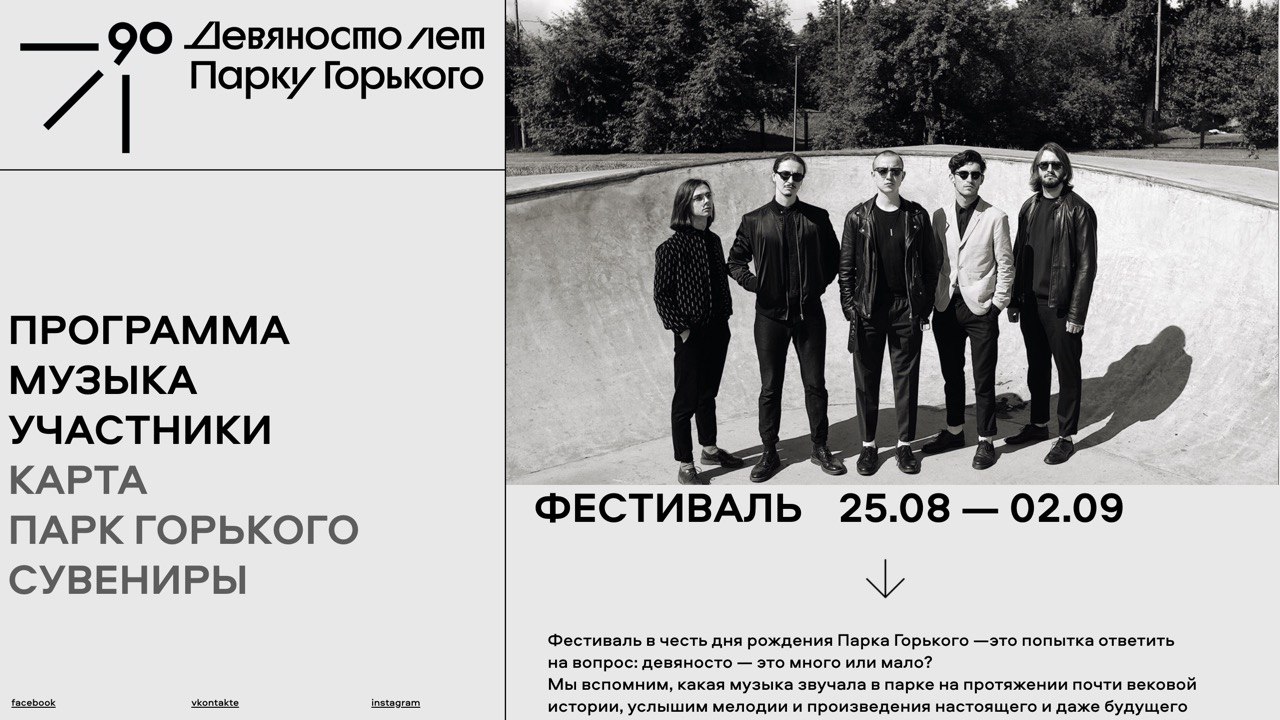 90 Девяносто лет
Парку Горького
ПРОГРАММА
МУЗЫКА
УЧАСТНИКИ
КАРТА
ПАРК ГОРЬКОГО
СУВЕНИРЫ
facebook vkontakte instagram
ФЕСТИВАЛЬ 25.08 — 02.09
Фестиваль в честь дня рождения Парка Горького —это попытка ответить
на вопрос: девяносто — это много или мало?
Мы вспомним, какая музыка звучала в парке на протяжении почти вековой
истории, услышим мелодии и произведения настоящего и даже будущего